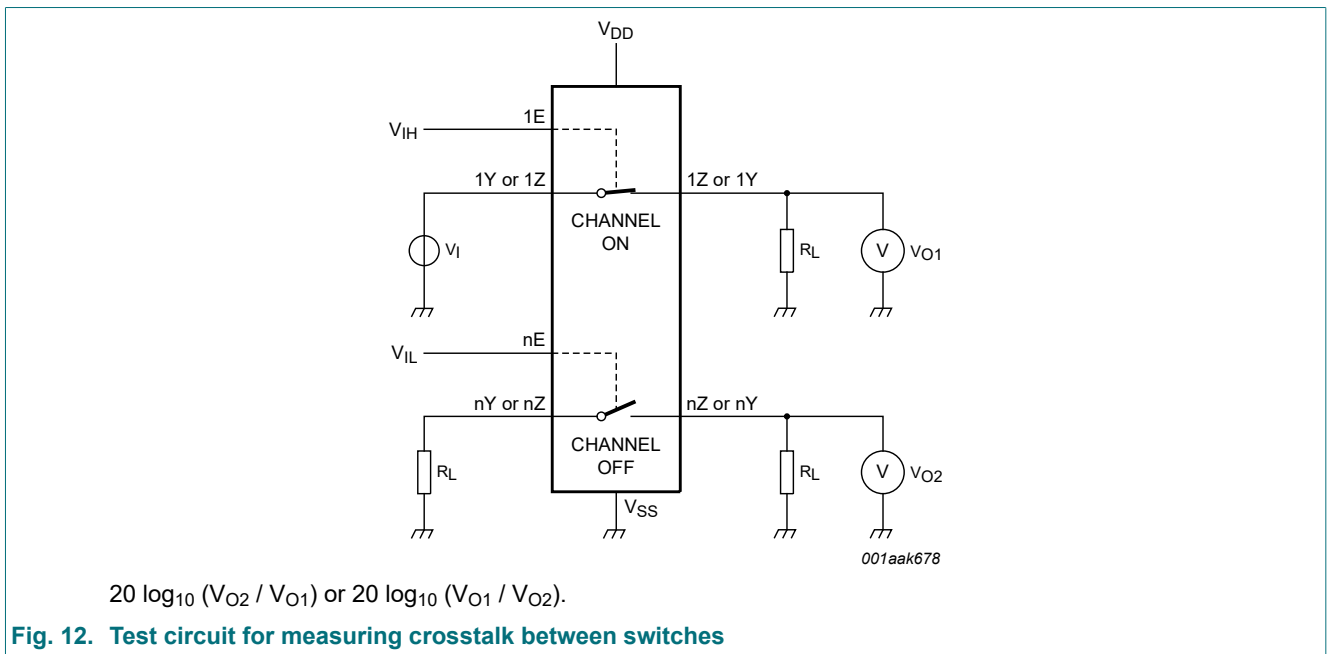 VDD
1E
VIH
1Y or 1Z
1Z or 1Y
CHANNEL
ON
VI
RL
V
VO1
nE
VIL
nY or nZ
nZ or nY
CHANNEL
OFF
RL
RL
V
VO2
VSS
001aak678
20 log10 (VO2 / VO1) or 20 log10 (VO1 / VO2).
Fig. 12. Test circuit for measuring crosstalk between switches